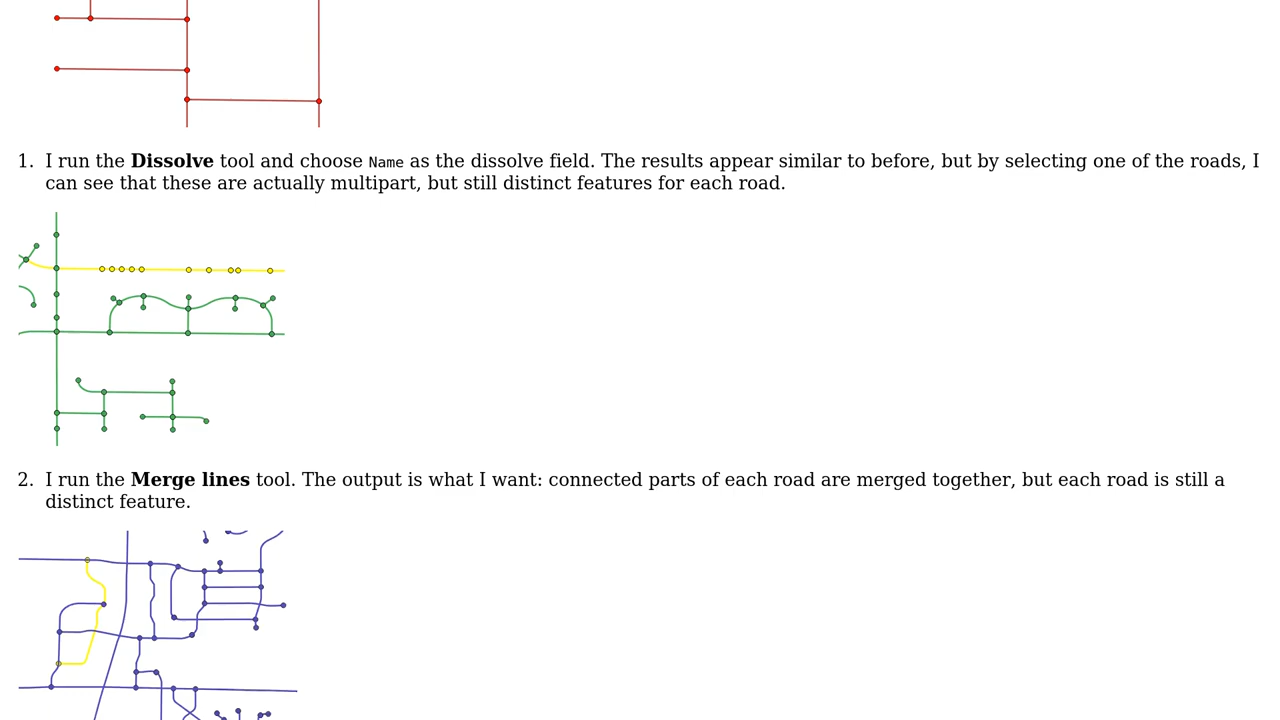 1. I run the Dissolve tool and choose Name as the dissolve field. The results appear similar to before, but by selecting one of the roads, I
can see that these are actually multipart, but still distinct features for each road.
2. I run the Merge lines tool. The output is what I want: connected parts of each road are merged together, but each road is still a
distinct feature.